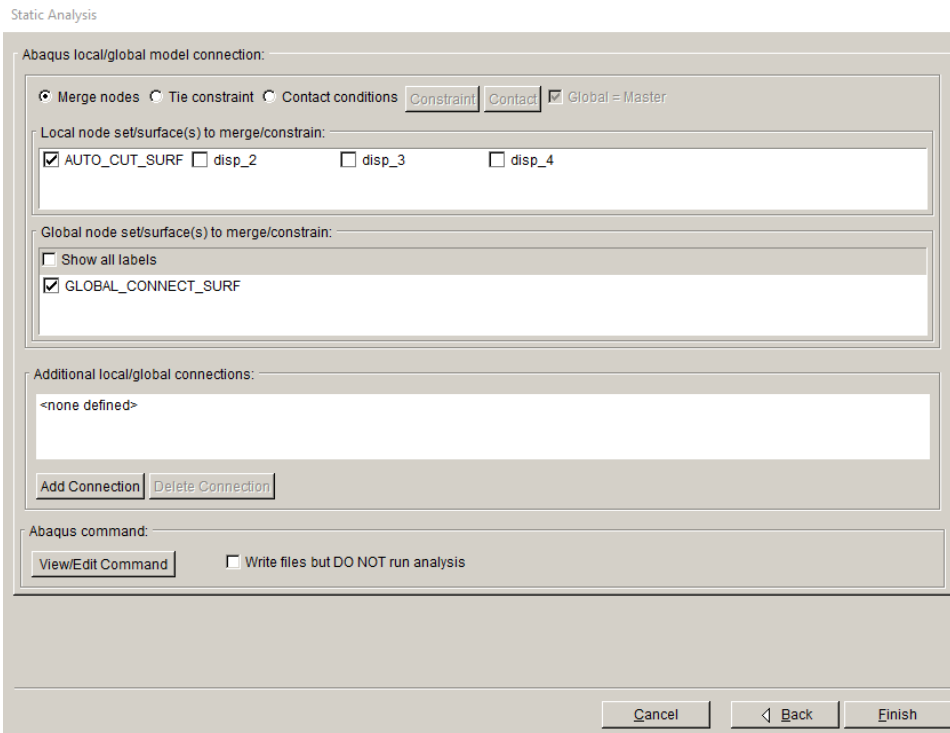 Static Analysis
Abaqus local/global model connection:
Merge nodes Tie constraint Contact conditions Constraint Contact Global = Master
Local node set/surface(s) to merge/constrain:
AUTO_CUT_SURF disp_2 disp_3 disp_4
Global node set/surface(s) to merge/constrain:
Show all labels
GLOBAL_CONNECT_SURF
Additional local/global connections:
<none defined>
Add Connection Delete Connection
Abaqus command:
View/Edit Command Write files but DO NOT run analysis
Cancel Back Finish